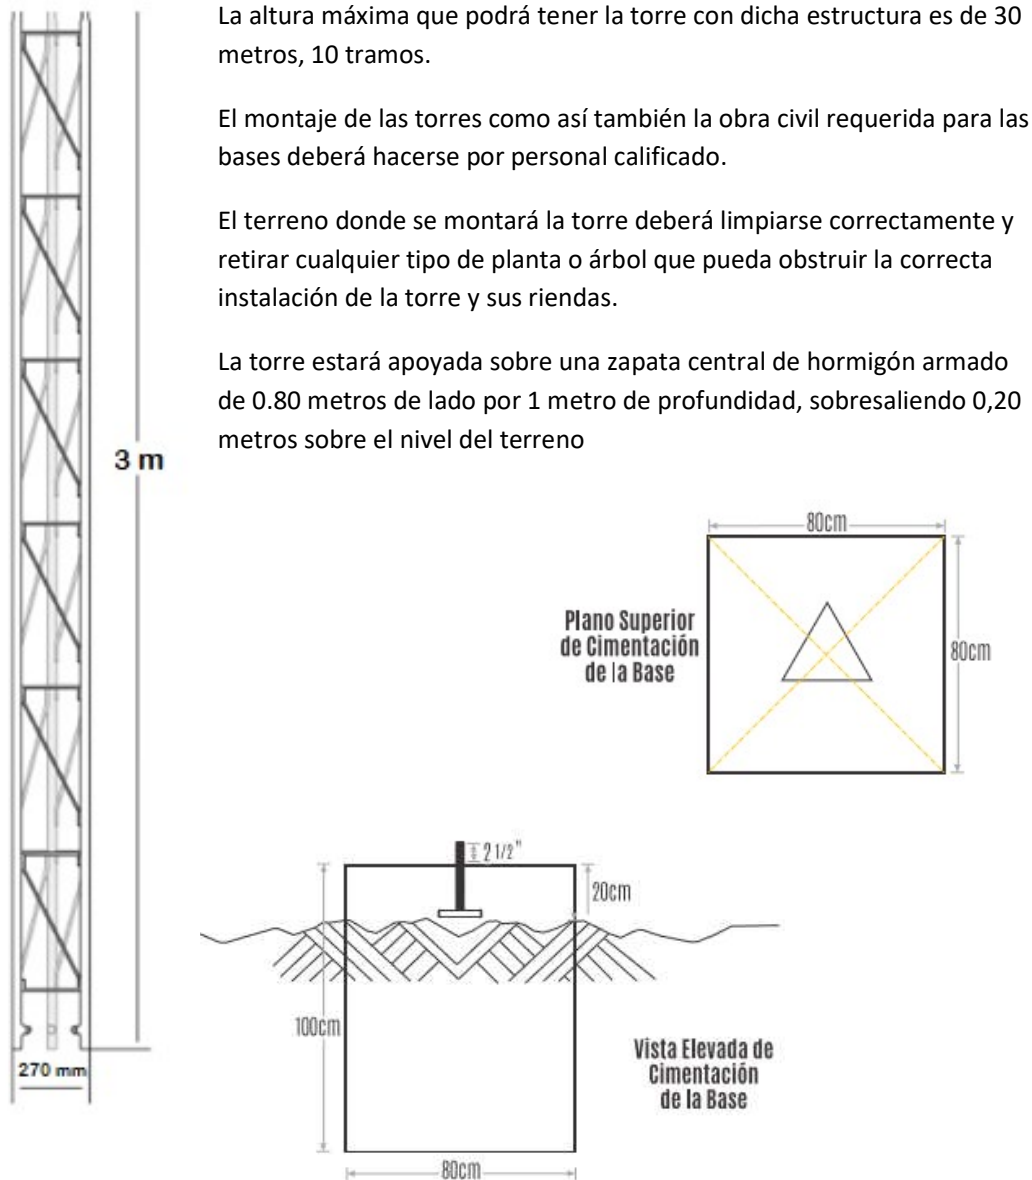 La altura máxima que podrá tener la torre con dicha estructura es de 30
metros, 10 tramos.
El montaje de las torres como así también la obra civil requerida para las
bases deberá hacerse por personal calificado.
El terreno donde se montará la torre deberá limpiarse correctamente y
retirar cualquier tipo de planta o árbol que pueda obstruir la correcta
instalación de la torre y sus riendas.
La torre estará apoyada sobre una zapata central de hormigón armado
de 0.80 metros de lado por 1 metro de profundidad, sobresaliendo 0,20
metros sobre el nivel del terreno
3 m
270 mm
80cm
Plano Superior
de Cimentación
de la Base
80cm
2 1/2"
20cm
100cm
Vista Elevada de
Cimentación
de la Base
80cm